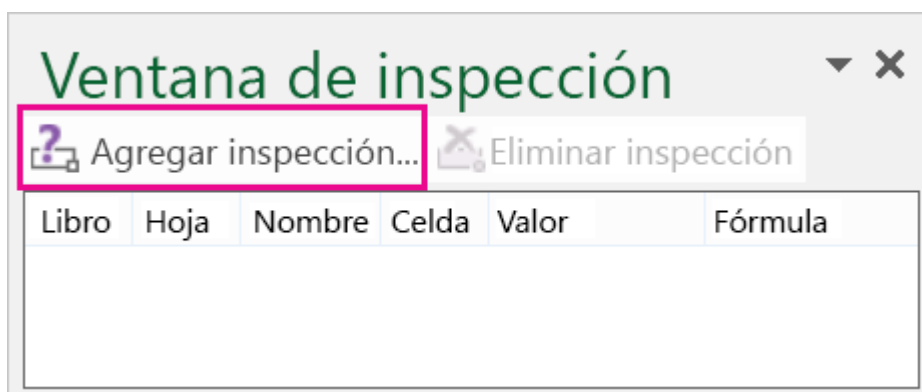 Ventana de inspección
Agregar inspección... Eliminar inspección
Libro Hoja Nombre Celda Valor Fórmula